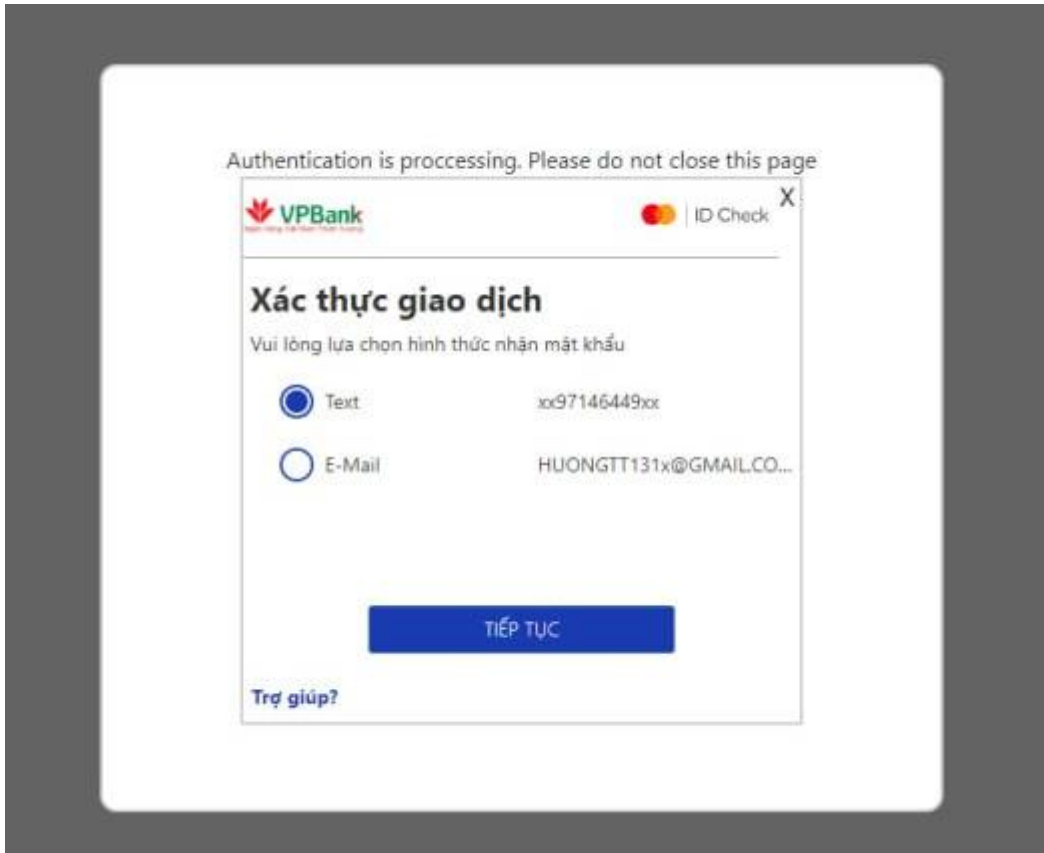 Authentication is proccessing. Please do not close this page
VPBank
ID Check
X
Xác thực giao dịch
Vui lòng lựa chọn hình thức nhận mật khẩu
Text xx97146449xx
E-Mail HUONGTT131x@GMAIL.CO...
TIẾP TỤC
Trợ giúp?